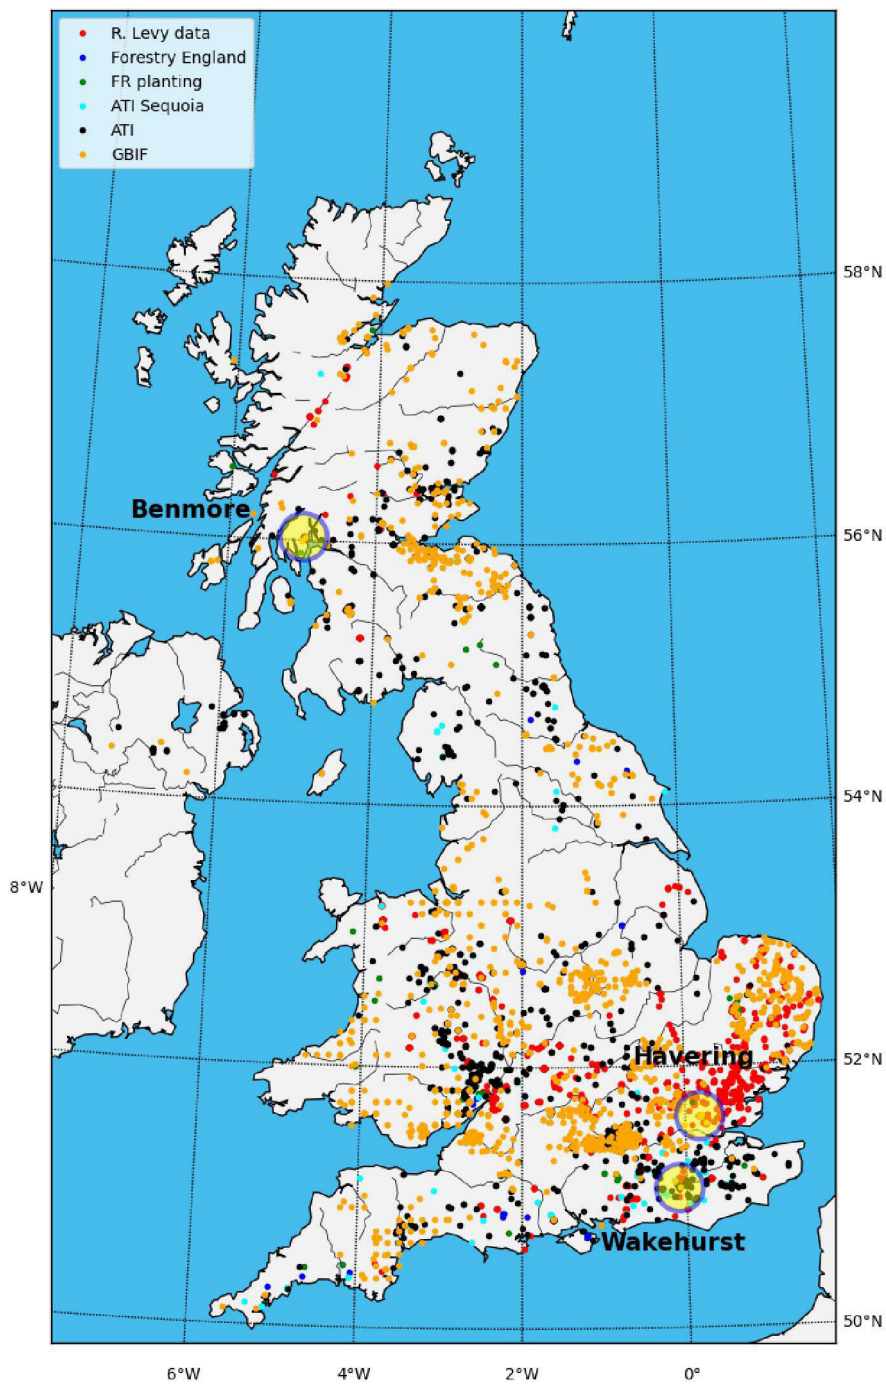 R. Levy data
Forestry England
FR planting
ATI Sequoia
ATI
GBIF
58°N
Benmore
56°N
54°N
8°W
52°N
Havering
Wakehurst
50°N
6°W 4°W 2°W 0°